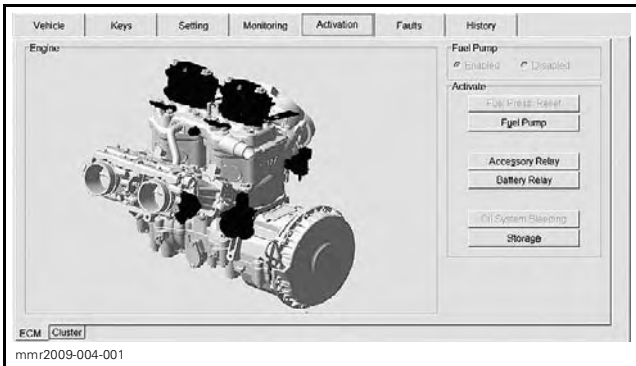 Vehicle Keys Setting Monitoring Activation Faults History
Engine
Fuel Pump
Enabled Disabled
Activate
Fuel Press. Relief
Fuel Pump
Accessory Relay
Battery Relay
Oil System Bleeding
Storage
ECM Cluster
mmr2009-004-001